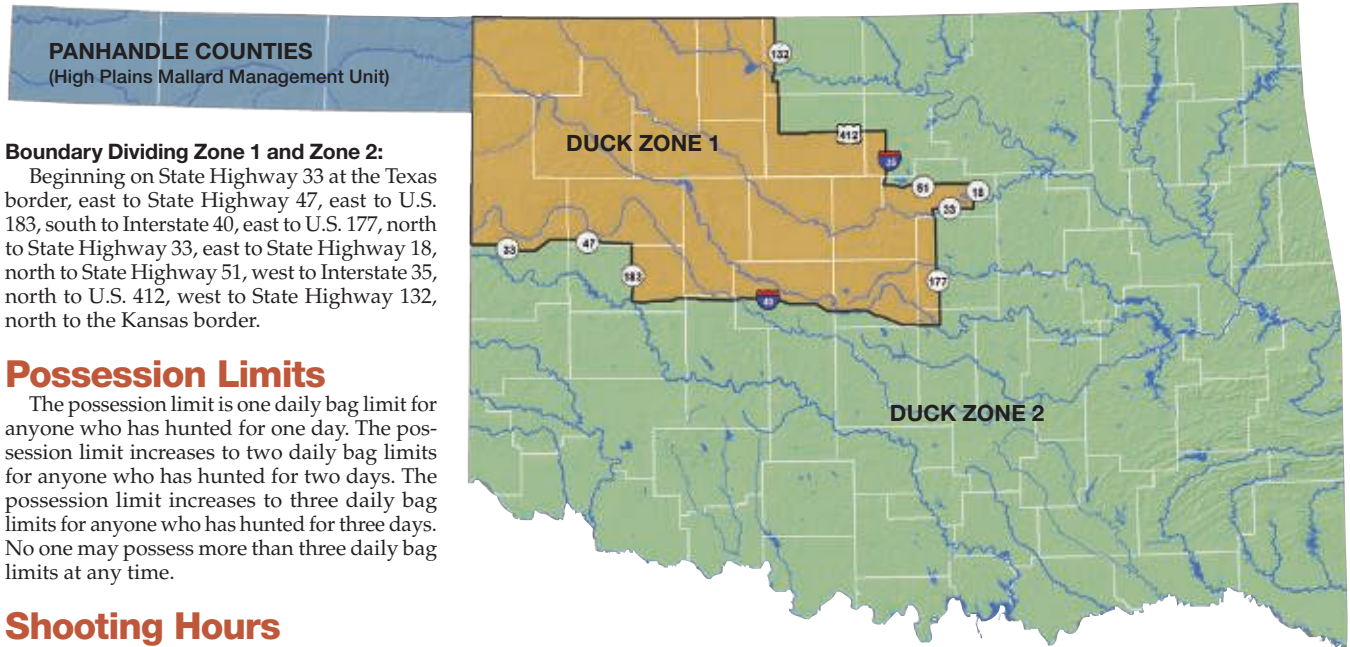 PANHANDLE COUNTIES
(High Plains Mallard Management Unit)
132
DUCK ZONE 1
412
35
51
18
33
33
47
183
40
177
DUCK ZONE 2
Boundary Dividing Zone 1 and Zone 2:
Beginning on State Highway 33 at the Texas
border, east to State Highway 47, east to U.S.
183, south to Interstate 40, east to U.S. 177, north
to State Highway 33, east to State Highway 18,
north to State Highway 51, west to Interstate 35,
north to U.S. 412, west to State Highway 132,
north to the Kansas border.
Possession Limits
The possession limit is one daily bag limit for
anyone who has hunted for one day. The pos-
session limit increases to two daily bag limits
for anyone who has hunted for two days. The
possession limit increases to three daily bag
limits for anyone who has hunted for three days.
No one may possess more than three daily bag
limits at any time.
Shooting Hours